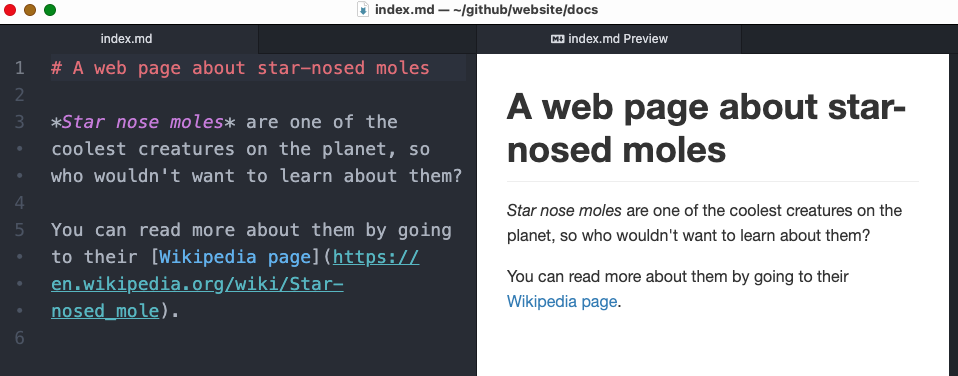 index.md — ~/github/website/docs
index.md
index.md Preview
1 # A web page about star-nosed moles
2
3 *Star nose moles* are one of the
• coolest creatures on the planet, so
• who wouldn't want to learn about them?
4
5 You can read more about them by going
• to their [Wikipedia page](https://
• en.wikipedia.org/wiki/Star-
• nosed_mole).
6
A web page about star-
nosed moles
Star nose moles are one of the coolest creatures on the
planet, so who wouldn't want to learn about them?
You can read more about them by going to their
Wikipedia page.